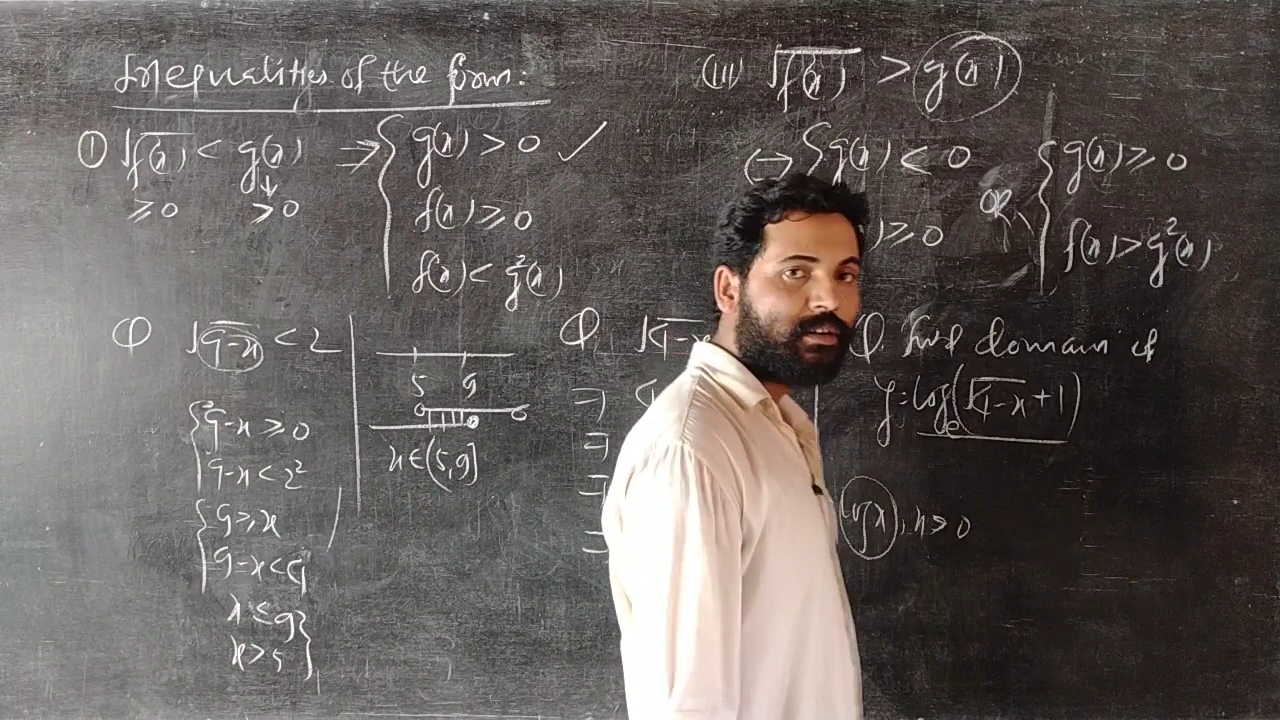 Inequalities of the form:
① √f(x) < g(x) ⇒ { g(x) > 0 ✓
≥ 0 > 0
f(x) ≥ 0
f(x) < g²(x)
Q √9-x < 2
{ 9-x ≥ 0
9-x < 2²
{ 9 ≥ x
9-x < 4
x ≤ 9
x > 5 }
5 9
x ∈ (5, 9]
(iii) √f(x) > g(x)
{ g(x) < 0
) ≥ 0
or
{ g(x) ≥ 0
f(x) > g²(x)
Q. √4-x
⇒
⇒
⇒
⇒
Q. Find domain of
y = logₑ(√4-x + 1)
log x, x > 0